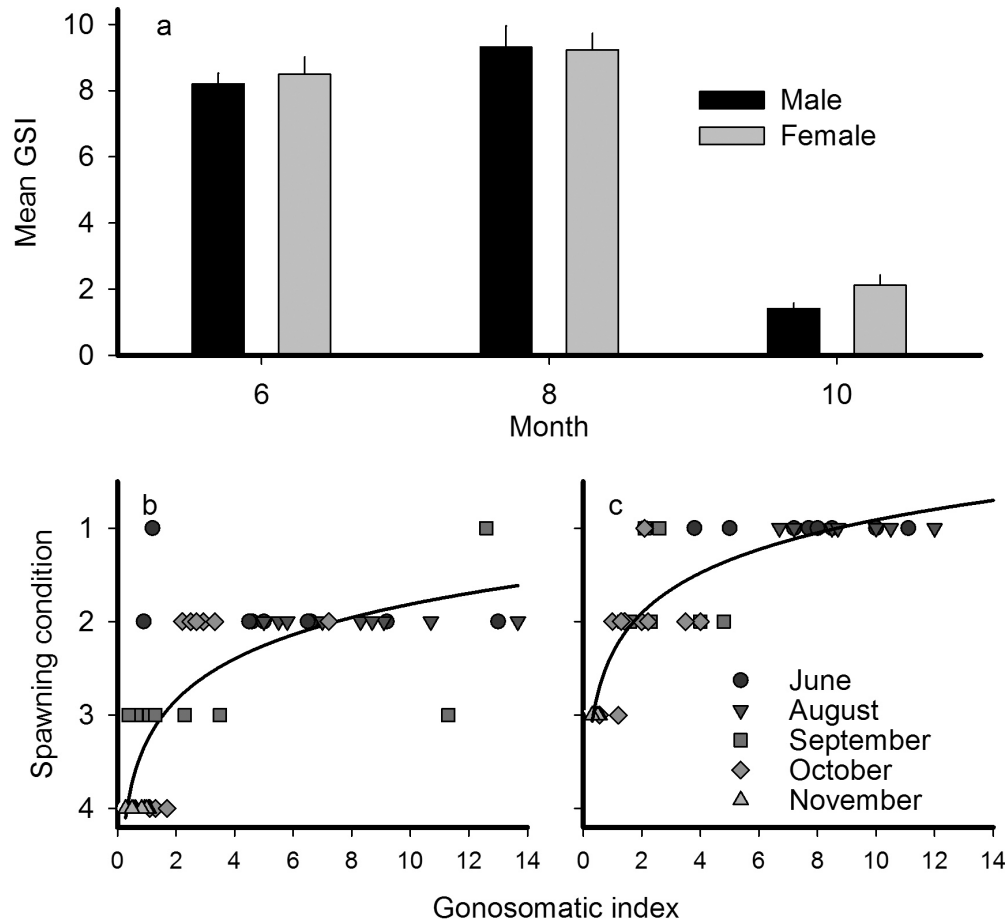 a
10
8
6
4
2
0
Mean GSI
Male
Female
6 8 10
Month
b
c
1
2
3
4
Spawning condition
June
August
September
October
November
0 2 4 6 8 10 12 14
0 2 4 6 8 10 12 14
Gonosomatic index